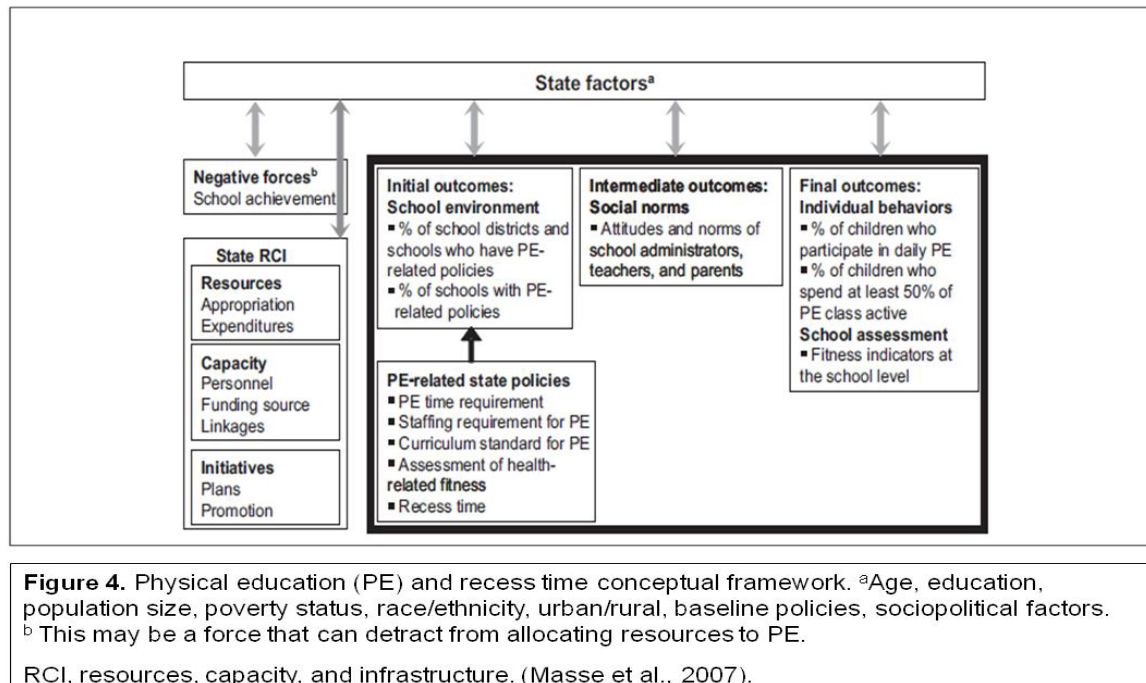 State factorsª
Negative forcesᵇ
School achievement
State RCI
Resources
Appropriation
Expenditures
Capacity
Personnel
Funding source
Linkages
Initiatives
Plans
Promotion
Initial outcomes:
School environment
▪ % of school districts and
schools who have PE-
related policies
▪ % of schools with PE-
related policies
PE-related state policies
▪ PE time requirement
▪ Staffing requirement for PE
▪ Curriculum standard for PE
▪ Assessment of health-
related fitness
▪ Recess time
Intermediate outcomes:
Social norms
▪ Attitudes and norms of
school administrators,
teachers, and parents
Final outcomes:
Individual behaviors
▪ % of children who
participate in daily PE
▪ % of children who
spend at least 50% of
PE class active
School assessment
▪ Fitness indicators at
the school level
Figure 4. Physical education (PE) and recess time conceptual framework. ªAge, education,
population size, poverty status, race/ethnicity, urban/rural, baseline policies, sociopolitical factors.
ᵇ This may be a force that can detract from allocating resources to PE.
RCI, resources, capacity, and infrastructure. (Masse et al., 2007).